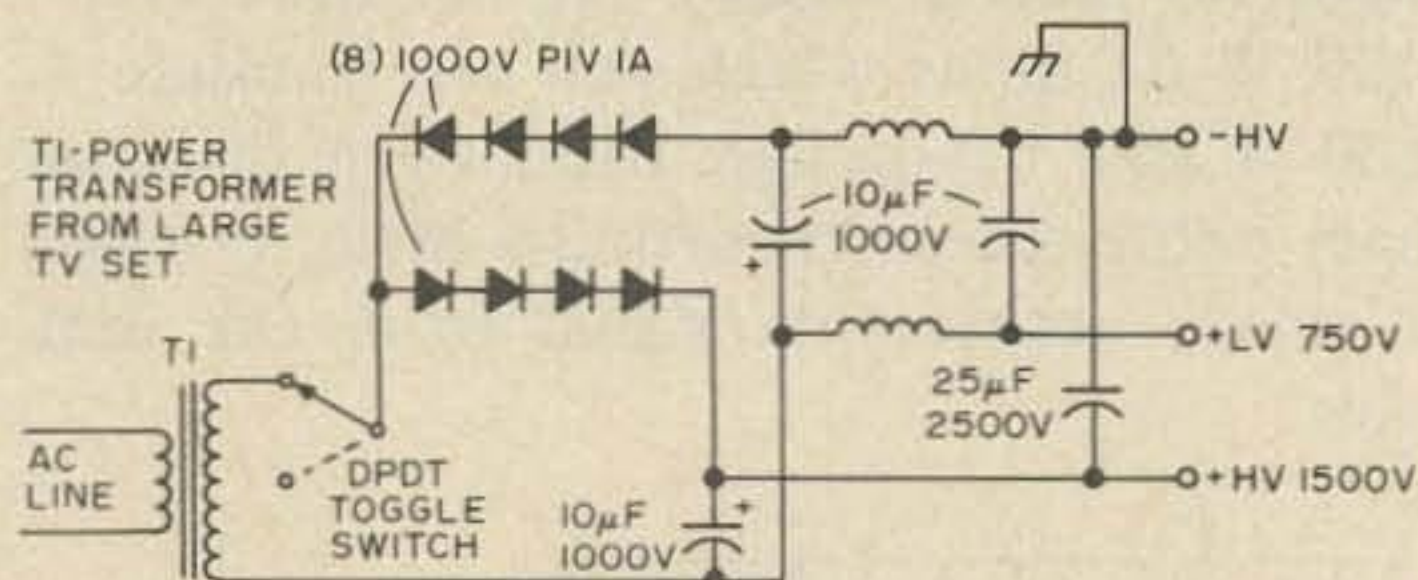 (8) 1000V PIV 1A
T1-POWER
TRANSFORMER
FROM LARGE
TV SET
-HV
10µF
1000V
+
+LV 750V
T1
25µF
2500V
AC
LINE
DPDT
TOGGLE
SWITCH
+HV 1500V
10µF
1000V
+